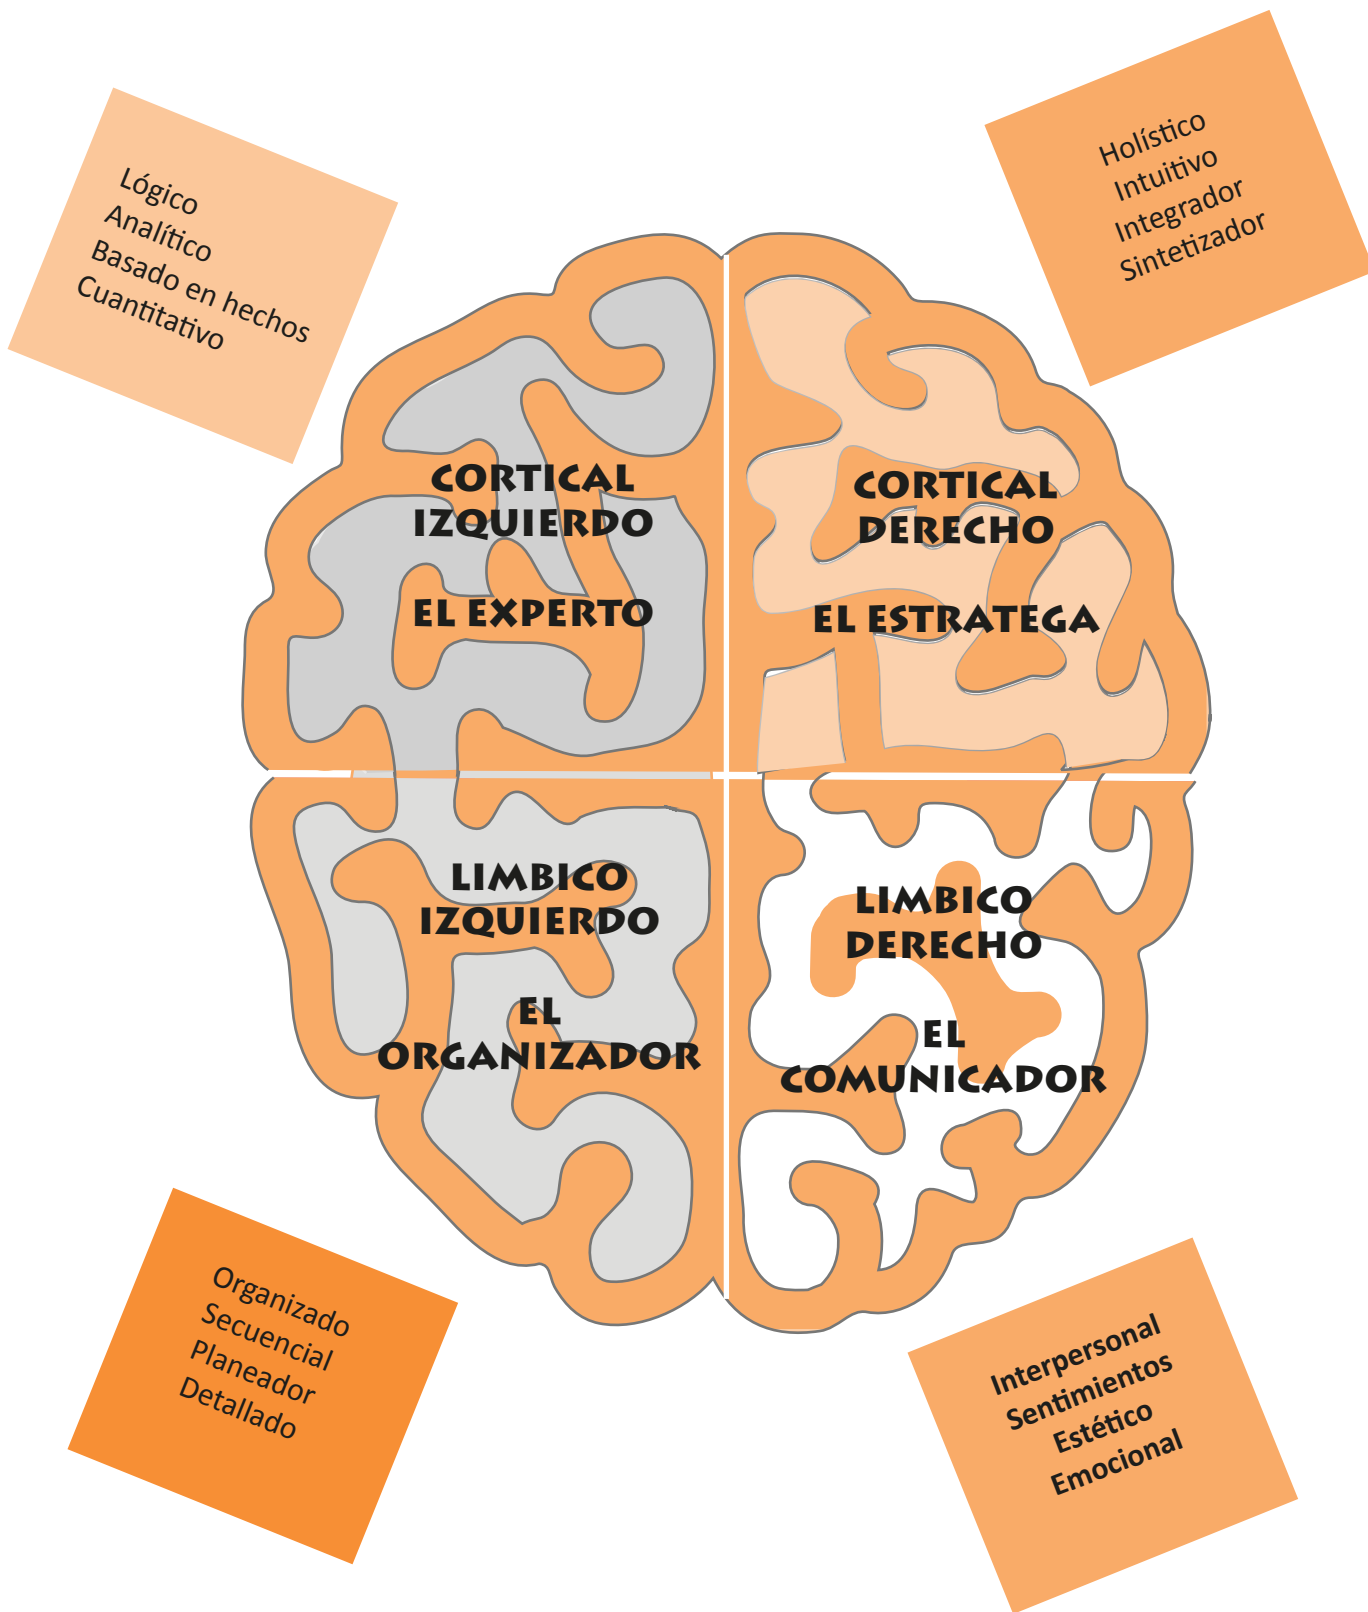 Lógico
Analítico
Basado en hechos
Cuantitativo
Holístico
Intuitivo
Integrador
Sintetizador
CORTICAL
IZQUIERDO
EL EXPERTO
CORTICAL
DERECHO
EL ESTRATEGA
LIMBICO
IZQUIERDO
EL
ORGANIZADOR
LIMBICO
DERECHO
EL
COMUNICADOR
Organizado
Secuencial
Planeador
Detallado
Interpersonal
Sentimientos
Estético
Emocional